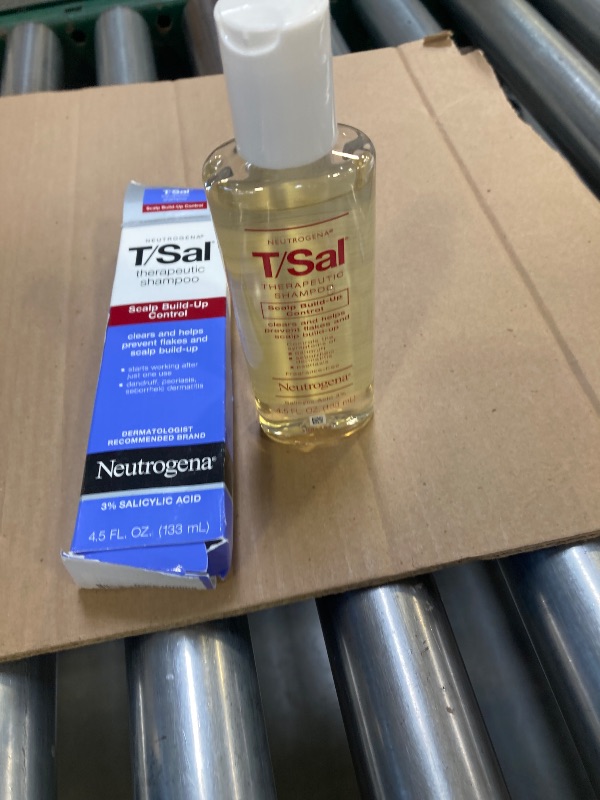 T/Sal
Scalp Build-Up Control
NEUTROGENA®
T/Sal
therapeutic
shampoo
Scalp Build-Up
Control
clears and helps
prevent flakes and
scalp build-up
• starts working after
just one use
• dandruff, psoriasis,
seborrheic dermatitis
DERMATOLOGIST
RECOMMENDED BRAND
Neutrogena®
3% SALICYLIC ACID
4.5 FL. OZ. (133 mL)
NEUTROGENA®
T/Sal
THERAPEUTIC
SHAMPOO
Scalp Build-Up
Control
clears and helps
prevent flakes and
scalp build-up
Neutrogena®
4.5 FL. OZ. (133 mL)